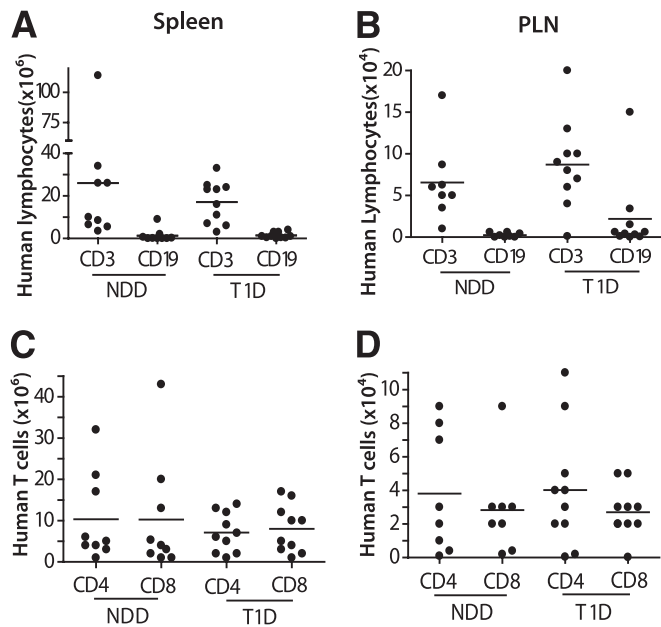 A
Spleen
Human lymphocytes(x10⁶)
100
75
40
20
0
CD3 CD19 CD3 CD19
NDD T1D
B
PLN
Human Lymphocytes(x10⁴)
20
15
10
5
0
CD3 CD19 CD3 CD19
NDD T1D
C
Human T cells (x10⁶)
40
30
20
10
0
CD4 CD8 CD4 CD8
NDD T1D
D
Human T cells (x10⁴)
10
8
6
4
2
0
CD4 CD8 CD4 CD8
NDD T1D